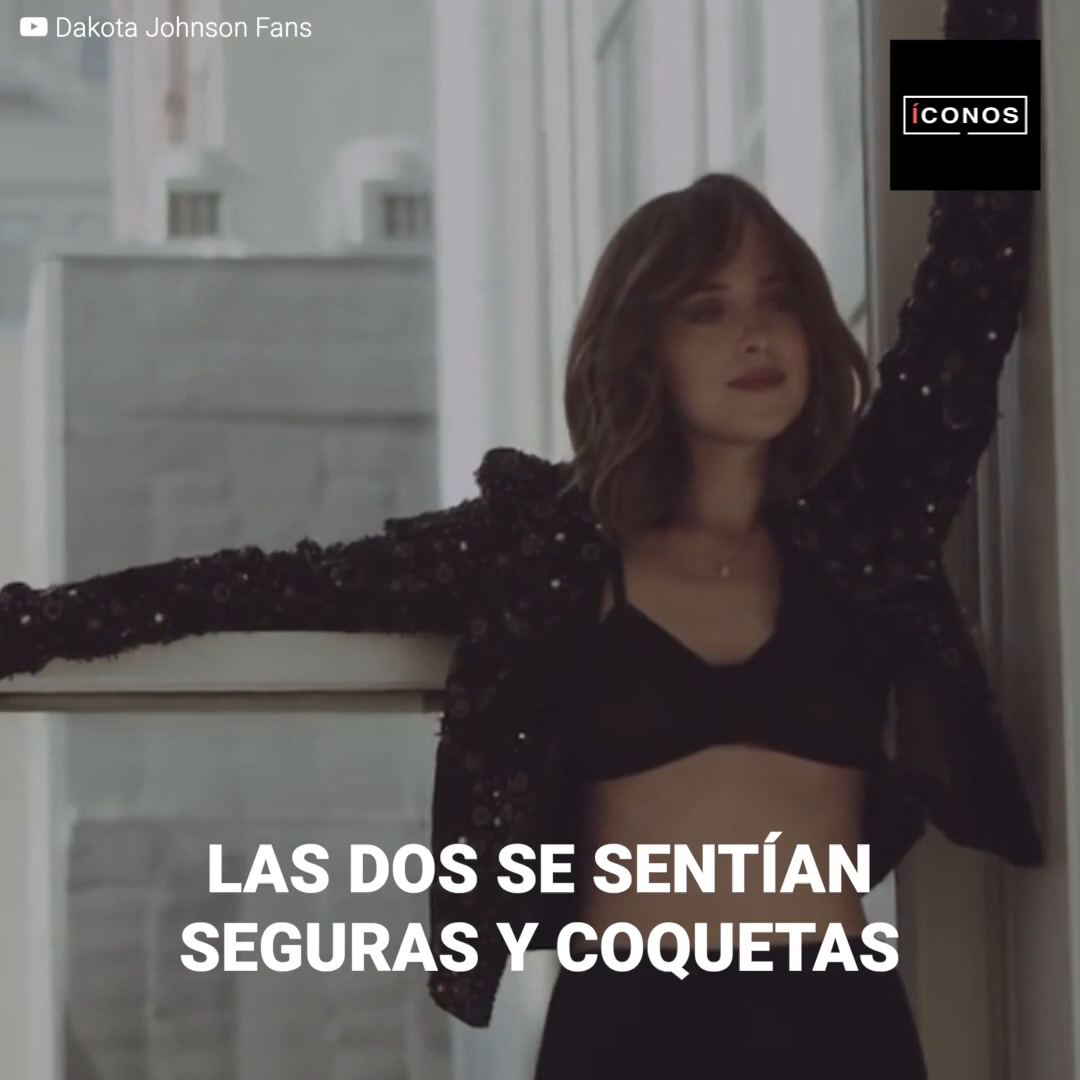 Dakota Johnson Fans
ÍCONOS
LAS DOS SE SENTÍAN
SEGURAS Y COQUETAS